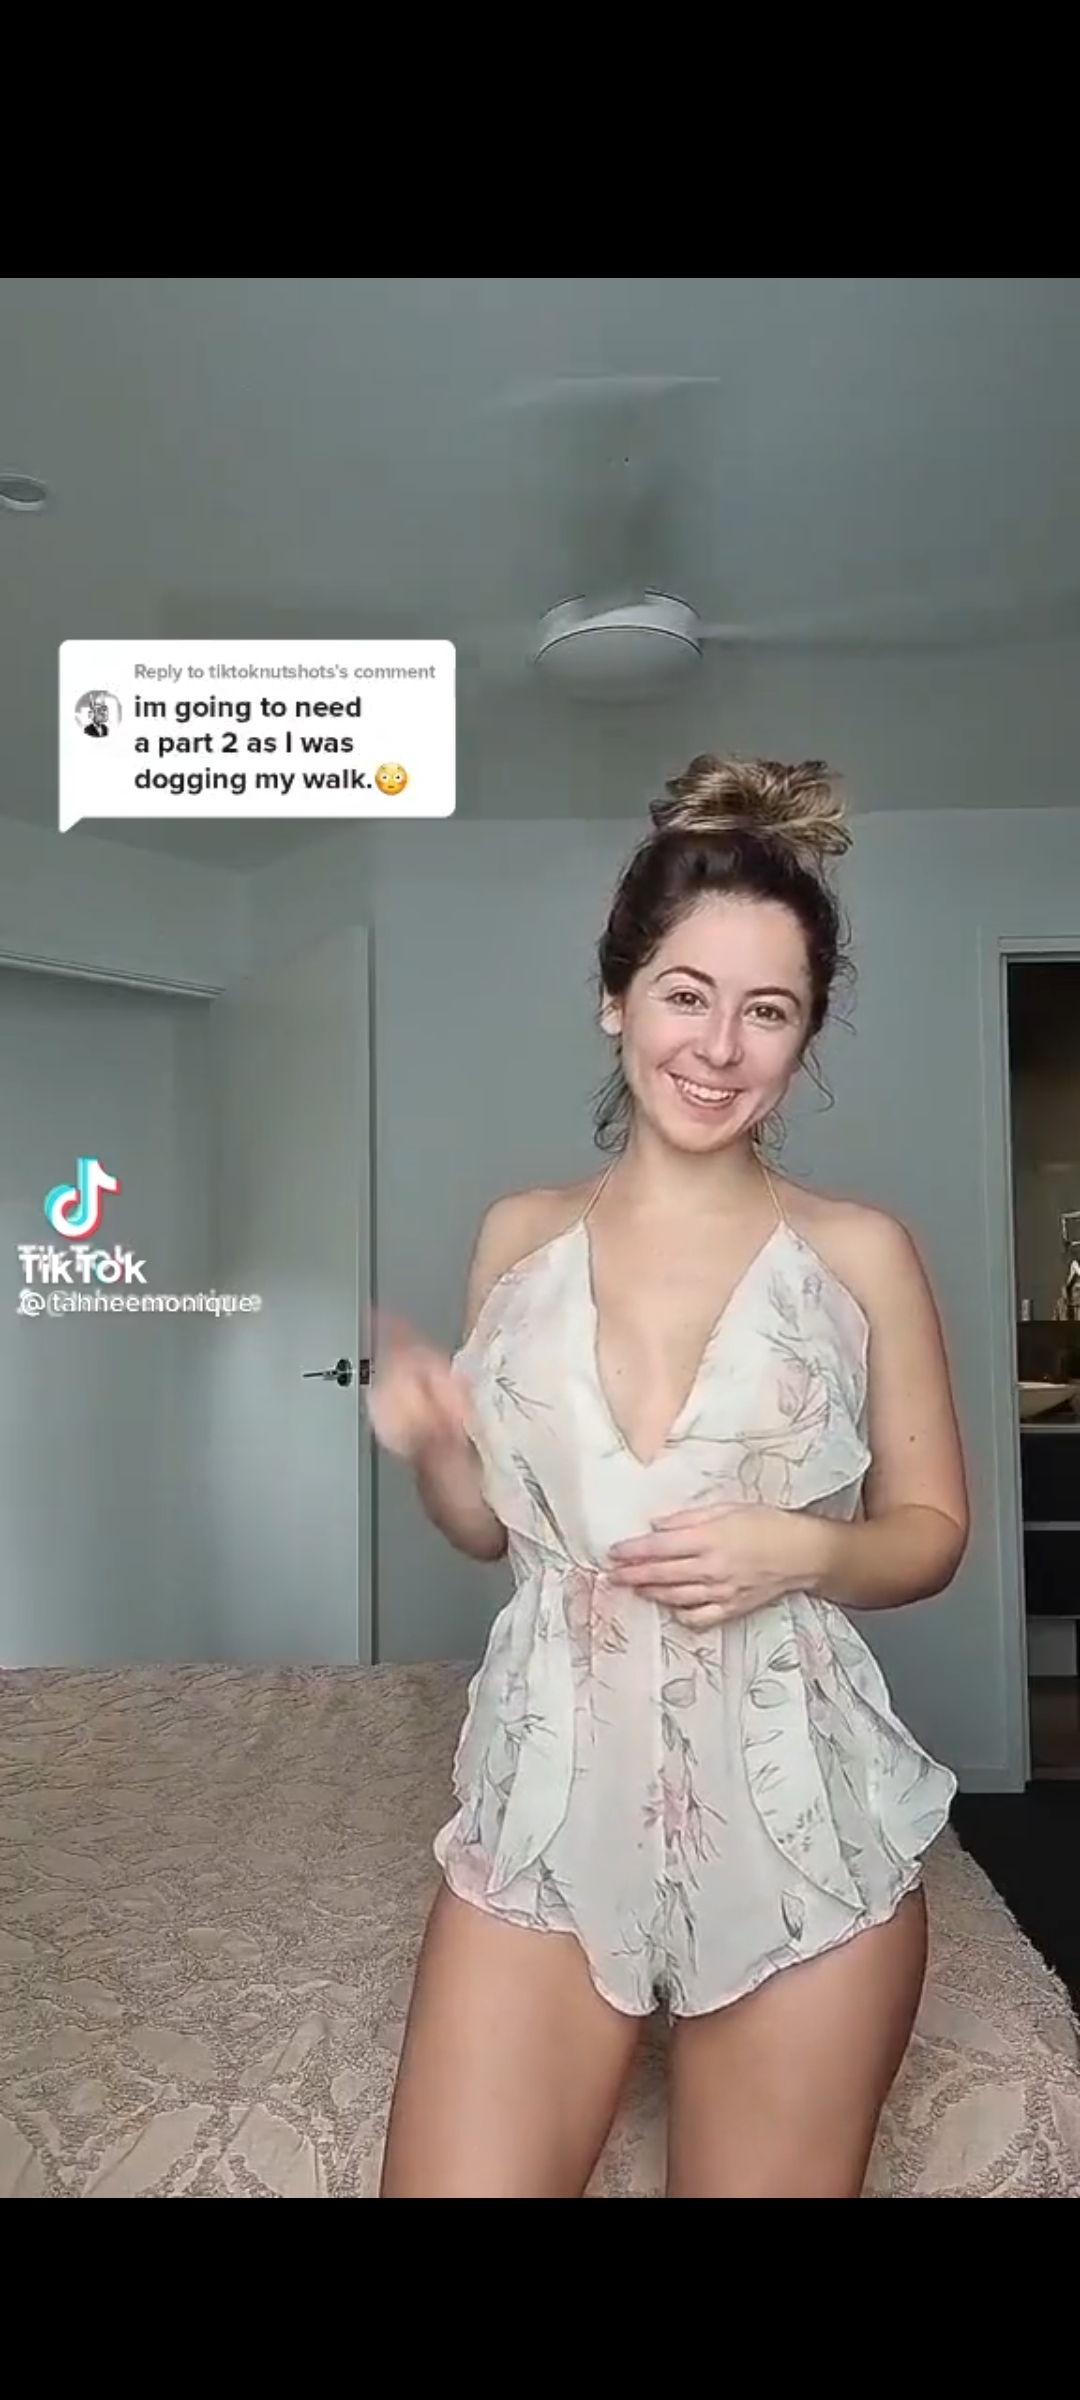 Reply to tiktoknutshots's comment
im going to need
a part 2 as I was
dogging my walk.😳
TikTok
@tahneemonique